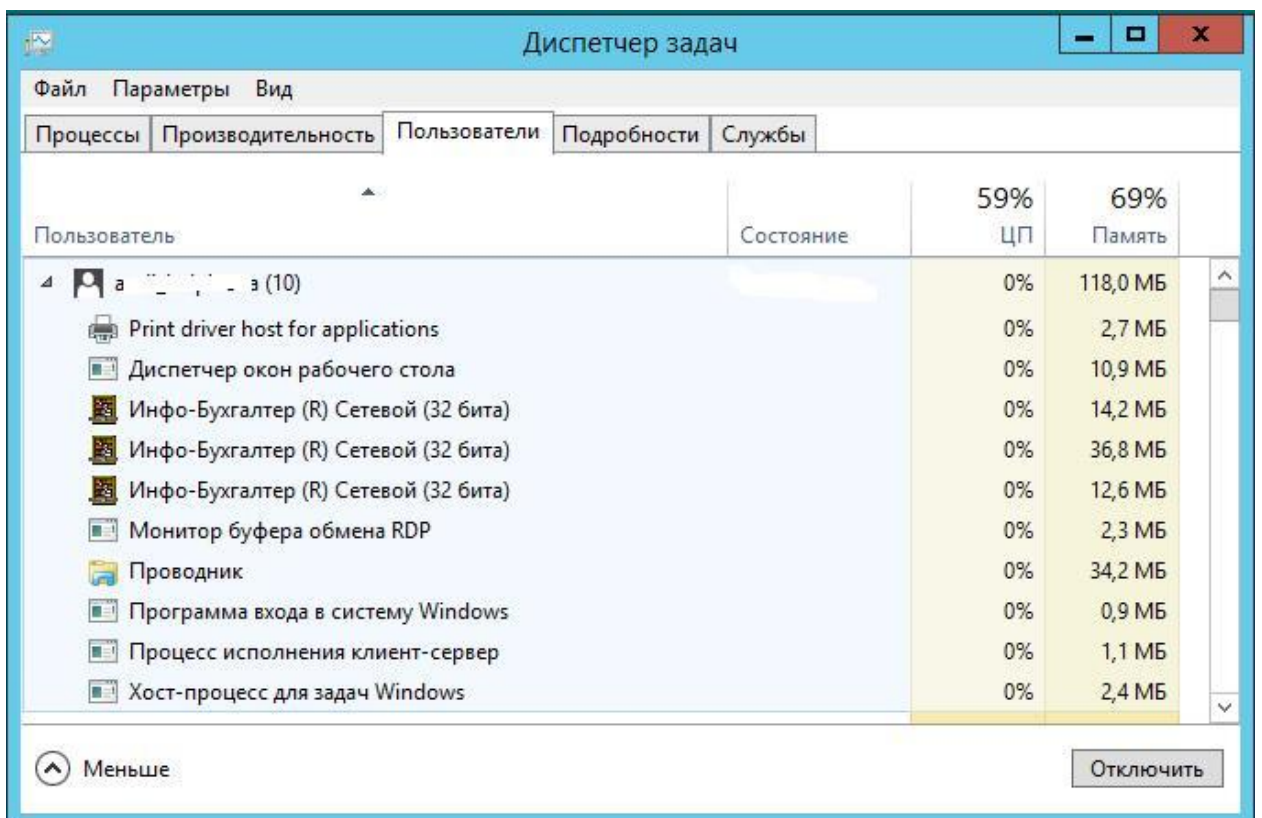 Диспетчер задач
Файл Параметры Вид
Процессы Производительность Пользователи Подробности Службы
59% 69%
Пользователь Состояние ЦП Память
(10) 0% 118,0 МБ
Print driver host for applications 0% 2,7 МБ
Диспетчер окон рабочего стола 0% 10,9 МБ
Инфо-Бухгалтер (R) Сетевой (32 бита) 0% 14,2 МБ
Инфо-Бухгалтер (R) Сетевой (32 бита) 0% 36,8 МБ
Инфо-Бухгалтер (R) Сетевой (32 бита) 0% 12,6 МБ
Монитор буфера обмена RDP 0% 2,3 МБ
Проводник 0% 34,2 МБ
Программа входа в систему Windows 0% 0,9 МБ
Процесс исполнения клиент-сервер 0% 1,1 МБ
Хост-процесс для задач Windows 0% 2,4 МБ
Меньше Отключить